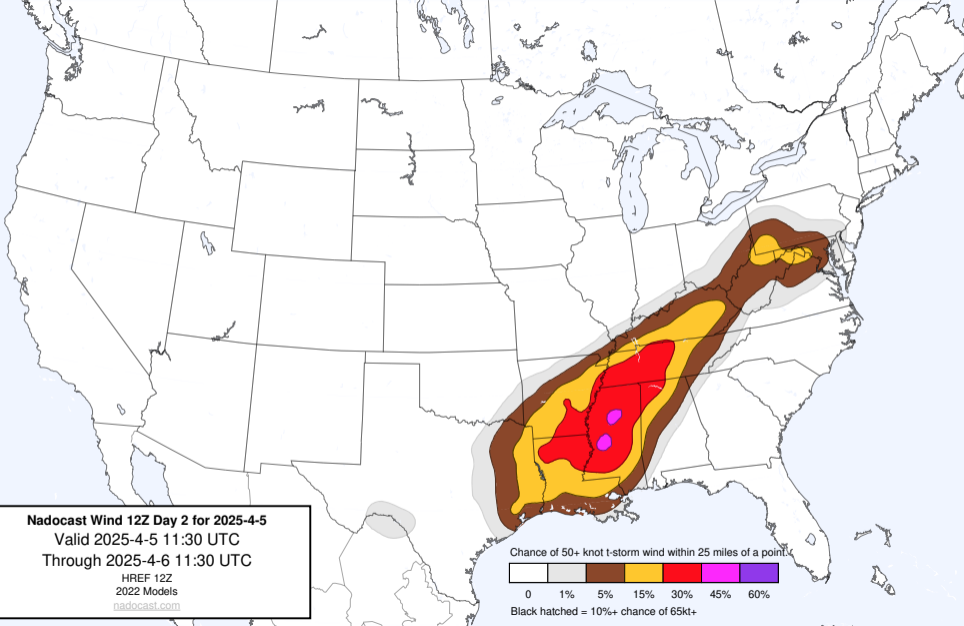 Nadocast Wind 12Z Day 2 for 2025-4-5
Valid 2025-4-5 11:30 UTC
Through 2025-4-6 11:30 UTC
HREF 12Z
2022 Models
nadocast.com
Chance of 50+ knot t-storm wind within 25 miles of a point.
0 1% 5% 15% 30% 45% 60%
Black hatched = 10%+ chance of 65kt+